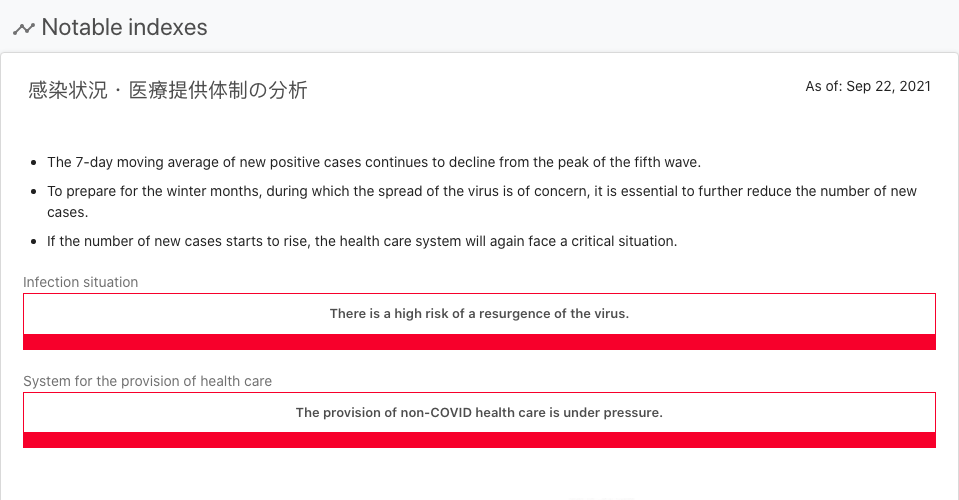 Notable indexes
感染状況・医療提供体制の分析
As of: Sep 22, 2021
The 7-day moving average of new positive cases continues to decline from the peak of the fifth wave.
To prepare for the winter months, during which the spread of the virus is of concern, it is essential to further reduce the number of new
cases.
If the number of new cases starts to rise, the health care system will again face a critical situation.
Infection situation
There is a high risk of a resurgence of the virus.
System for the provision of health care
The provision of non-COVID health care is under pressure.